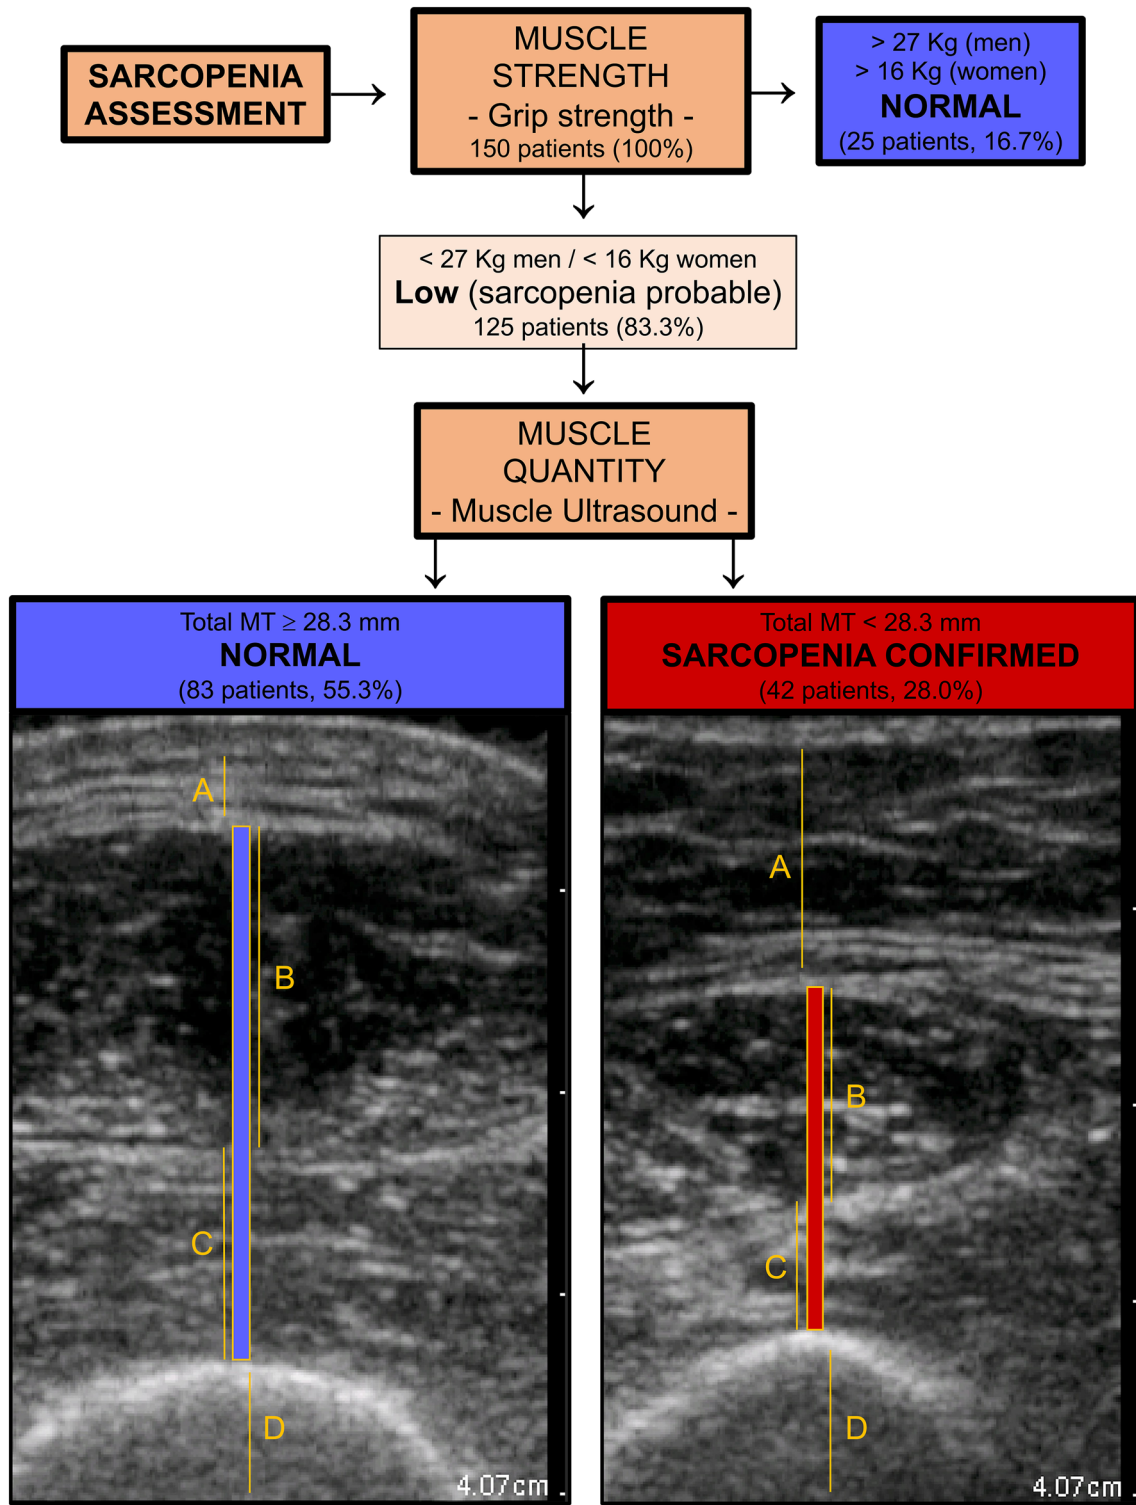 SARCOPENIA
ASSESSMENT
MUSCLE
STRENGTH
- Grip strength -
150 patients (100%)
> 27 Kg (men)
> 16 Kg (women)
NORMAL
(25 patients, 16.7%)
< 27 Kg men / < 16 Kg women
Low (sarcopenia probable)
125 patients (83.3%)
MUSCLE
QUANTITY
- Muscle Ultrasound -
Total MT ≥ 28.3 mm
NORMAL
(83 patients, 55.3%)
A
B
C
D
4.07cm
Total MT < 28.3 mm
SARCOPENIA CONFIRMED
(42 patients, 28.0%)
A
B
C
D
4.07cm